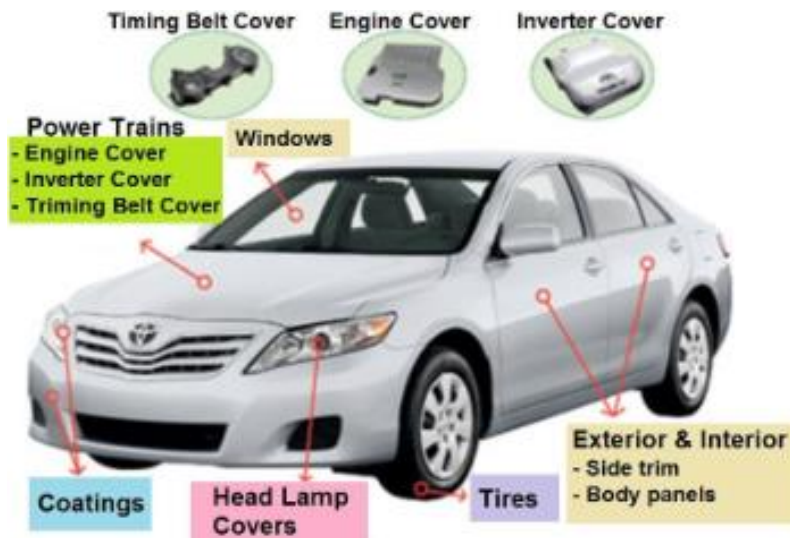 Timing Belt Cover
Engine Cover
Inverter Cover
Power Trains
- Engine Cover
- Inverter Cover
- Triming Belt Cover
Windows
Exterior & Interior
- Side trim
- Body panels
Coatings
Head Lamp
Covers
Tires